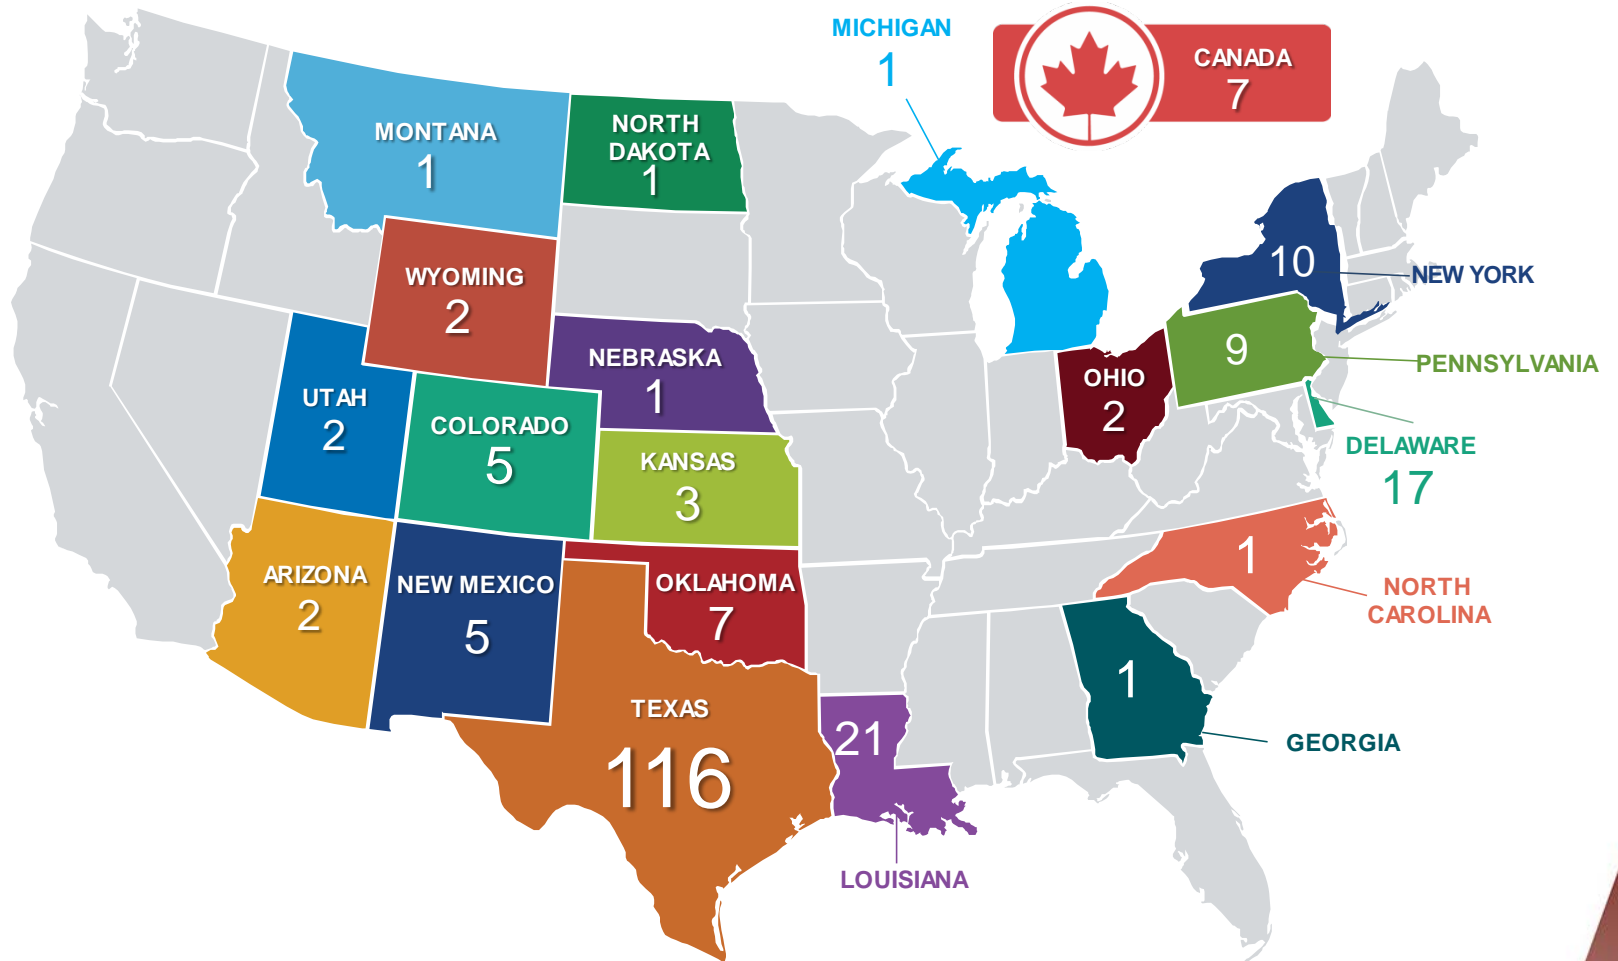 MICHIGAN
1
CANADA
7
MONTANA
1
NORTH
DAKOTA
1
WYOMING
2
10
NEW YORK
NEBRASKA
1
9
PENNSYLVANIA
OHIO
2
UTAH
2
COLORADO
5
DELAWARE
17
KANSAS
3
ARIZONA
2
NEW MEXICO
5
OKLAHOMA
7
1
NORTH
CAROLINA
TEXAS
116
21
LOUISIANA
1
GEORGIA